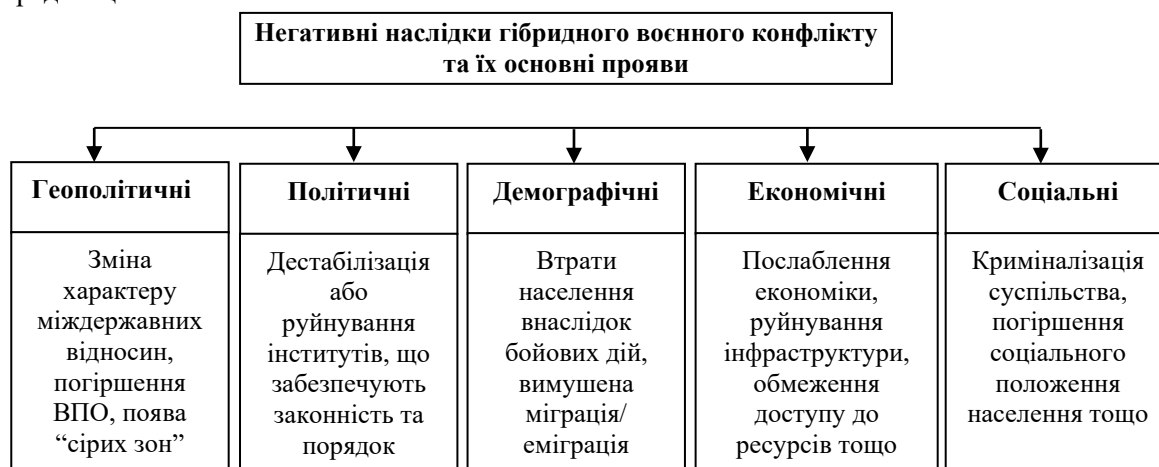 Негативні наслідки гібридного воєнного конфлікту
та їх основні прояви
Геополітичні
Зміна
характеру
міждержавних
відносин,
погіршення
ВПО, поява
“сірих зон”
Політичні
Дестабілізація
або
руйнування
інститутів, що
забезпечують
законність та
порядок
Демографічні
Втрати
населення
внаслідок
бойових дій,
вимушена
міграція/
еміграція
Економічні
Послаблення
економіки,
руйнування
інфраструктури,
обмеження
доступу до
ресурсів тощо
Соціальні
Криміналізація
суспільства,
погіршення
соціального
положення
населення тощо